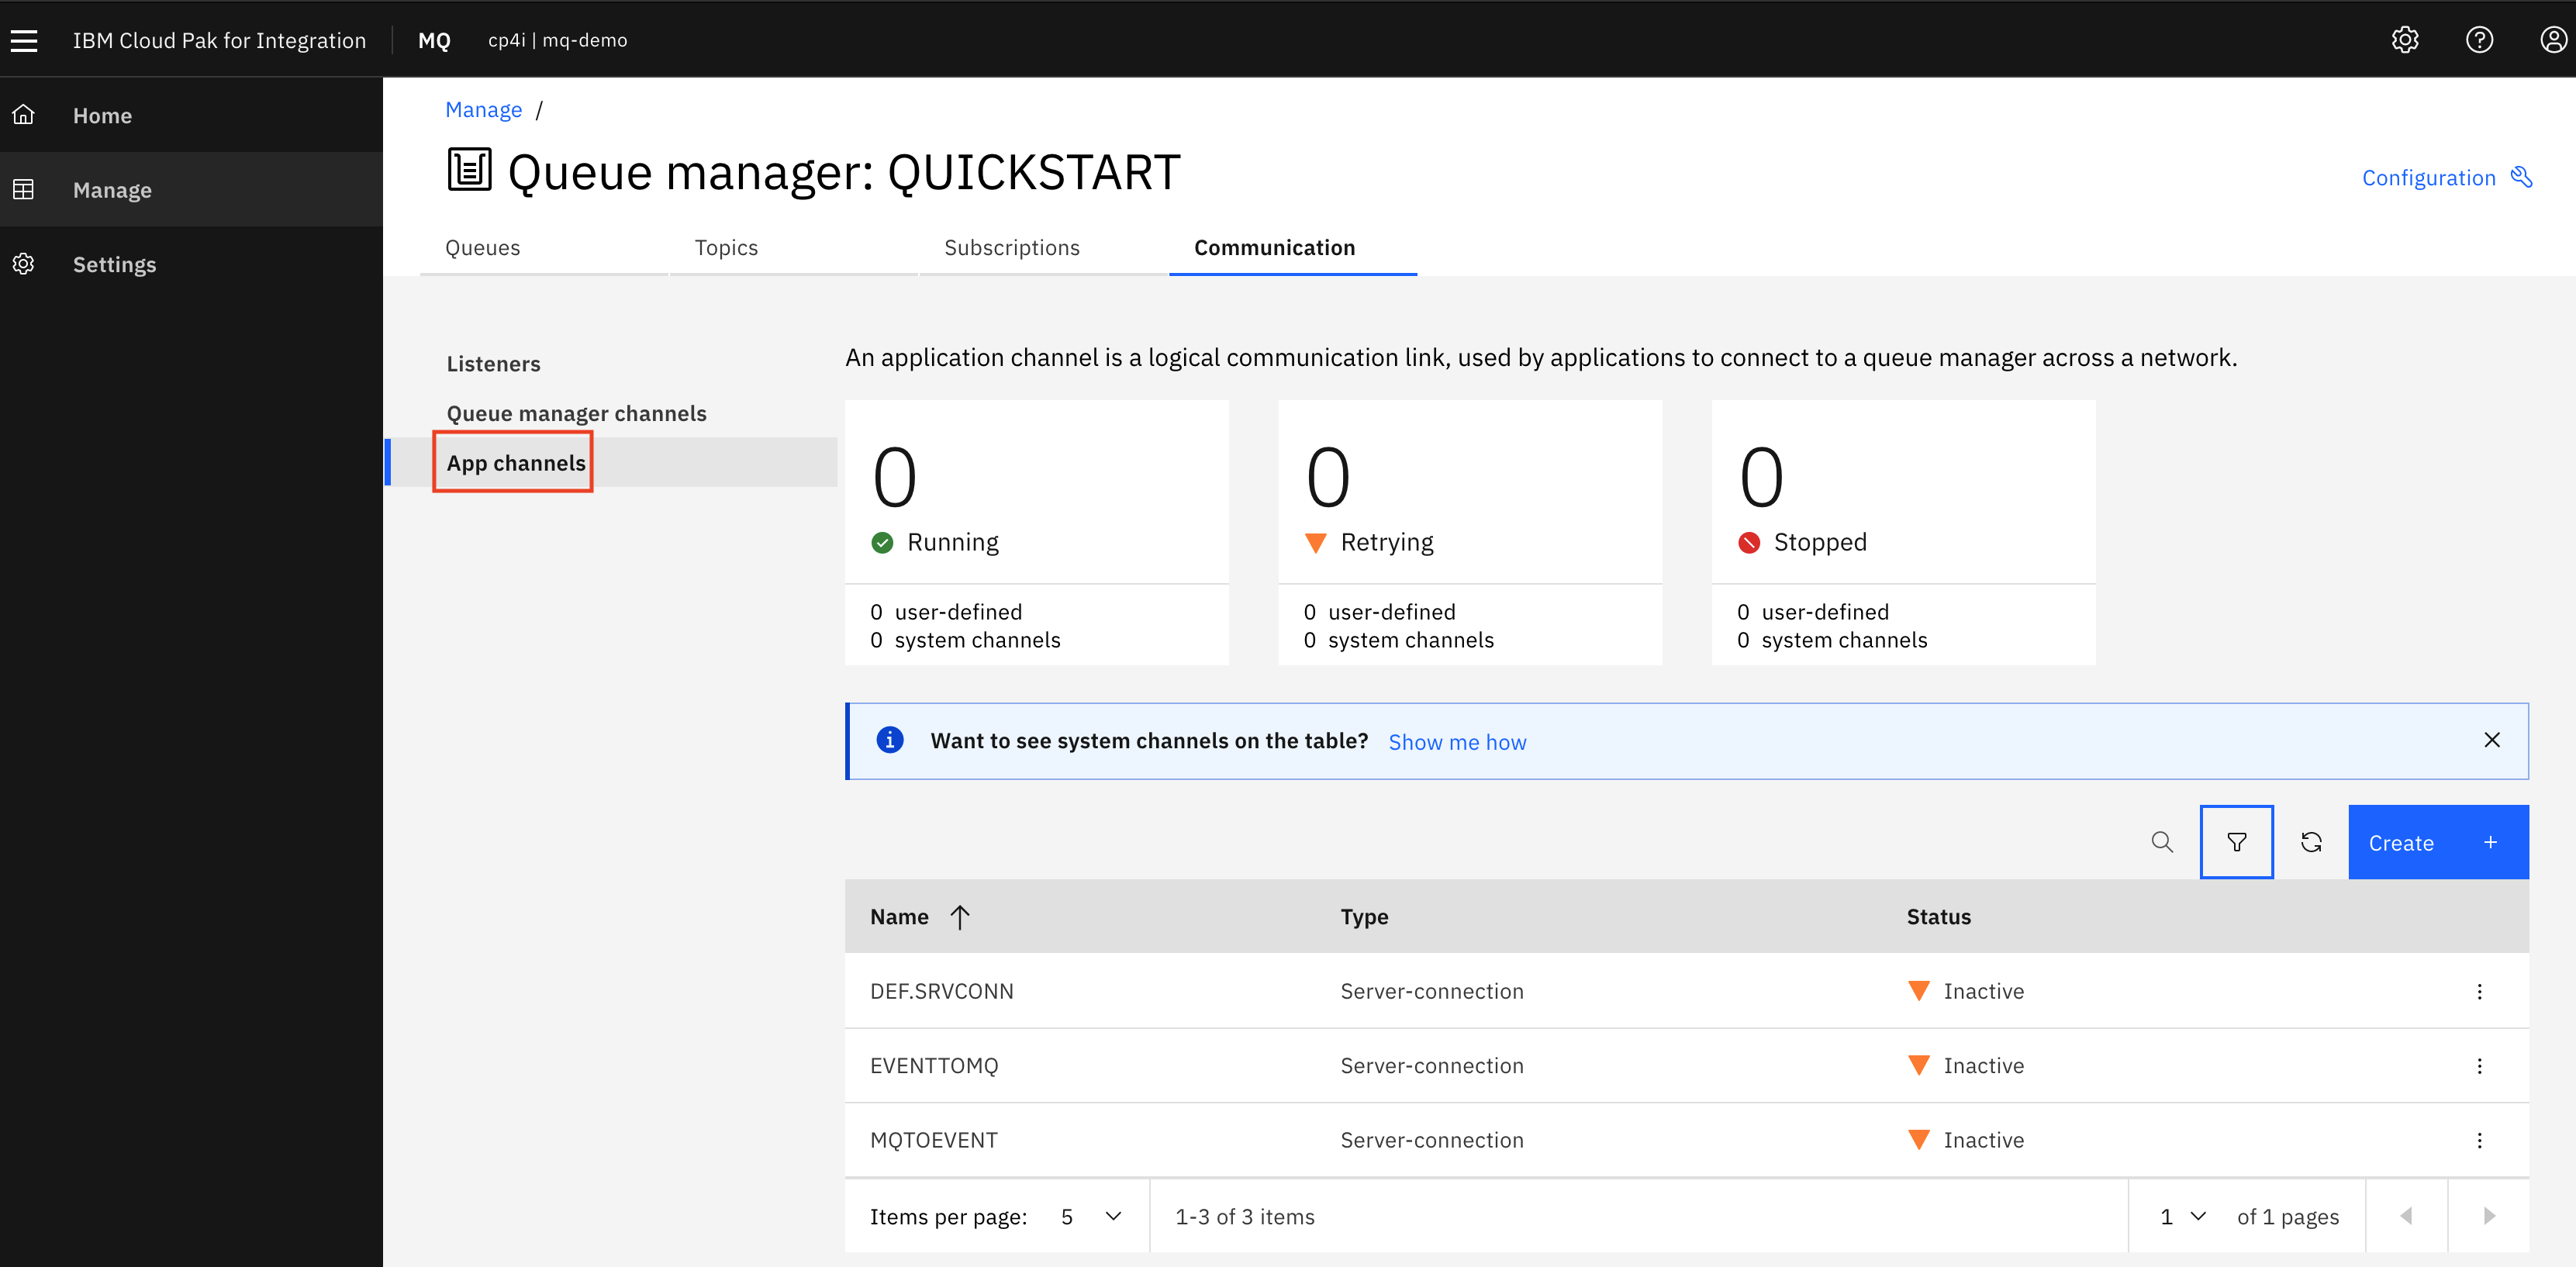 IBM Cloud Pak for Integration MQ cp4i | mq-demo
Home
Manage
Settings
Manage /
Queue manager: QUICKSTART
Configuration
Queues Topics Subscriptions Communication
Listeners
Queue manager channels
App channels
An application channel is a logical communication link, used by applications to connect to a queue manager across a network.
0 0 0
Running Retrying Stopped
0 user-defined 0 user-defined 0 user-defined
0 system channels 0 system channels 0 system channels
Want to see system channels on the table? Show me how
Create +
Name Type Status
DEF.SRVCONN Server-connection Inactive
EVENTTOMQ Server-connection Inactive
MQTOEVENT Server-connection Inactive
Items per page: 5 1-3 of 3 items 1 of 1 pages